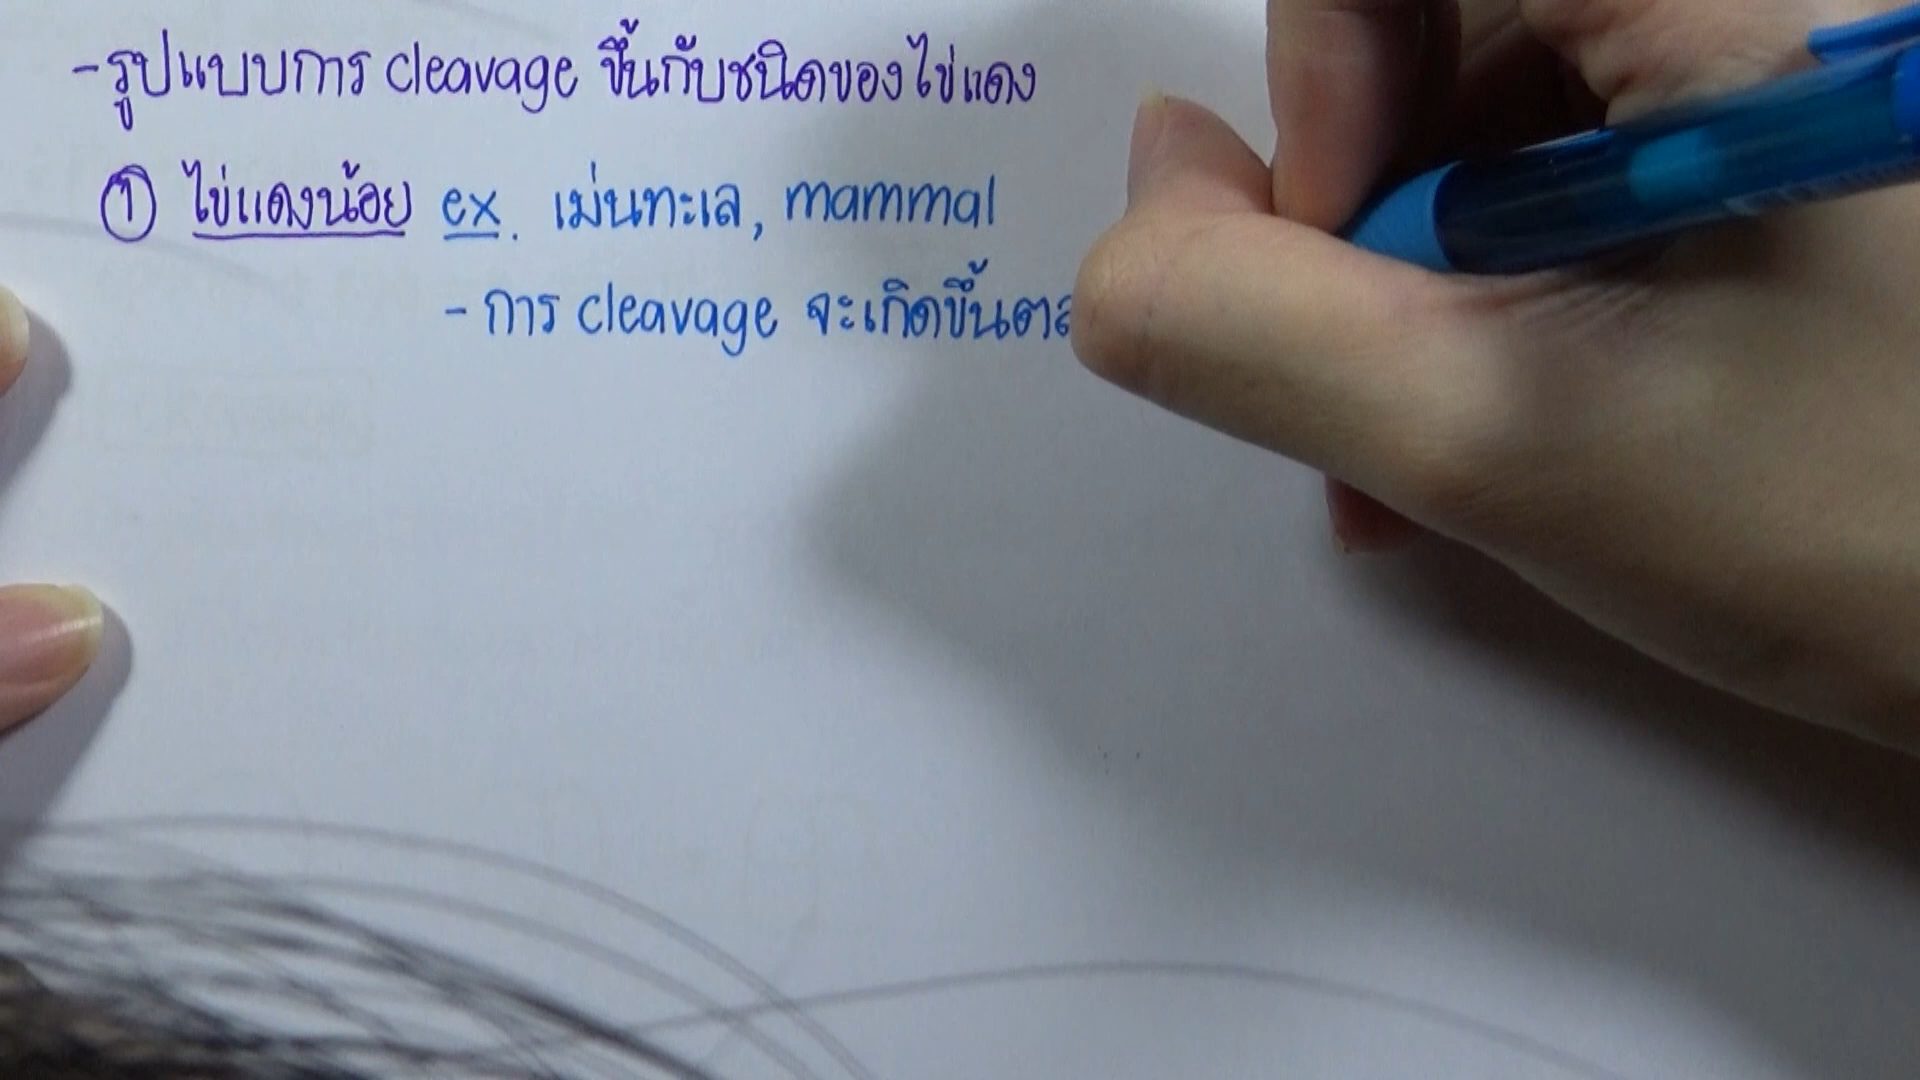 - รูปแบบการ cleavage ขึ้นกับชนิดของไข่แดง
① ไข่แดงน้อย ex. เม่นทะเล, mammal
- การ cleavage จะเกิดขึ้น